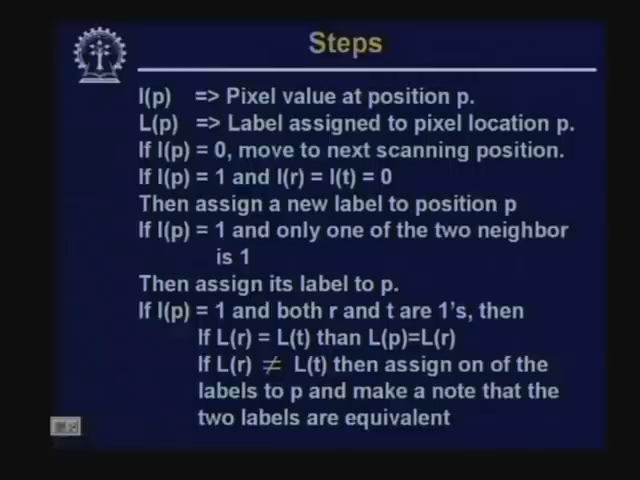 Steps
I(p) => Pixel value at position p.
L(p) => Label assigned to pixel location p.
If I(p) = 0, move to next scanning position.
If I(p) = 1 and I(r) = I(t) = 0
Then assign a new label to position p
If I(p) = 1 and only one of the two neighbor
is 1
Then assign its label to p.
If I(p) = 1 and both r and t are 1's, then
If L(r) = L(t) than L(p)=L(r)
If L(r) ≠ L(t) then assign on of the
labels to p and make a note that the
two labels are equivalent